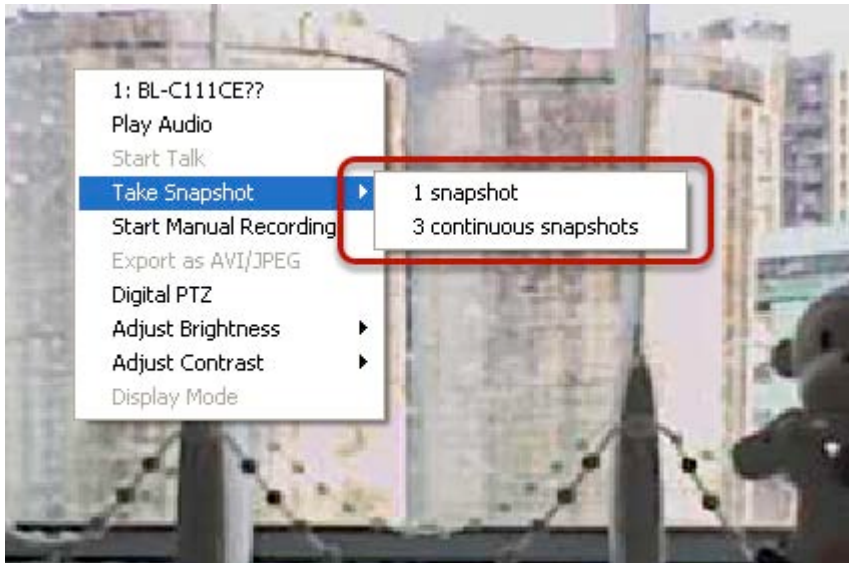 1: BL-C111CE??
Play Audio
Start Talk
Take Snapshot
1 snapshot
3 continuous snapshots
Start Manual Recording
Export as AVI/JPEG
Digital PTZ
Adjust Brightness
Adjust Contrast
Display Mode